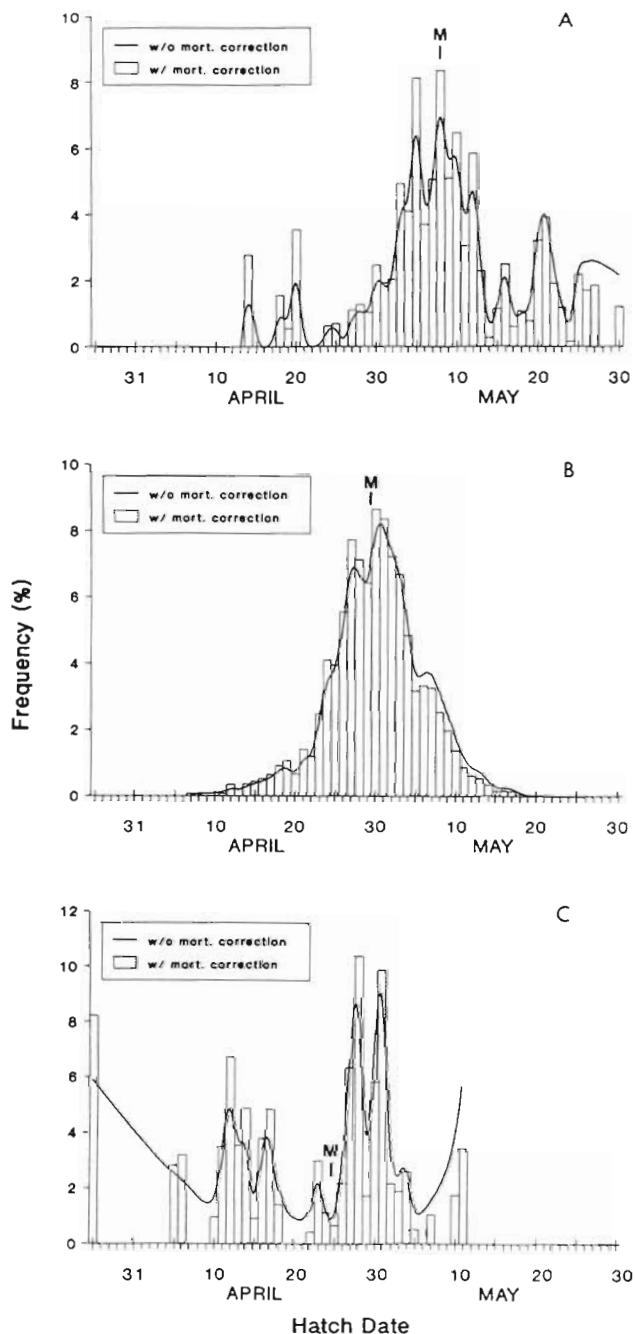 A
M
w/o mort. correction
w/ mort. correction
10
8
6
4
2
0
31 10 20 30 10 20 30
APRIL MAY
B
M
w/o mort. correction
w/ mort. correction
10
8
6
4
2
0
31 10 20 30 10 20 30
APRIL MAY
Frequency (%)
C
M
w/o mort. correction
w/ mort. correction
12
10
8
6
4
2
0
31 10 20 30 10 20 30
APRIL MAY
Hatch Date